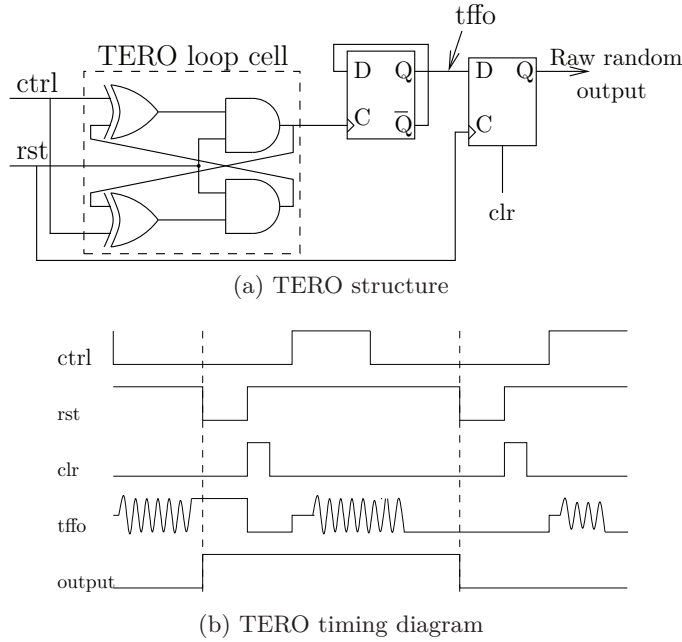 tffo
TERO loop cell
ctrl
D Q
D Q
Raw random
output
C Q
C
rst
clr
(a) TERO structure
ctrl
rst
clr
tffo
output
(b) TERO timing diagram